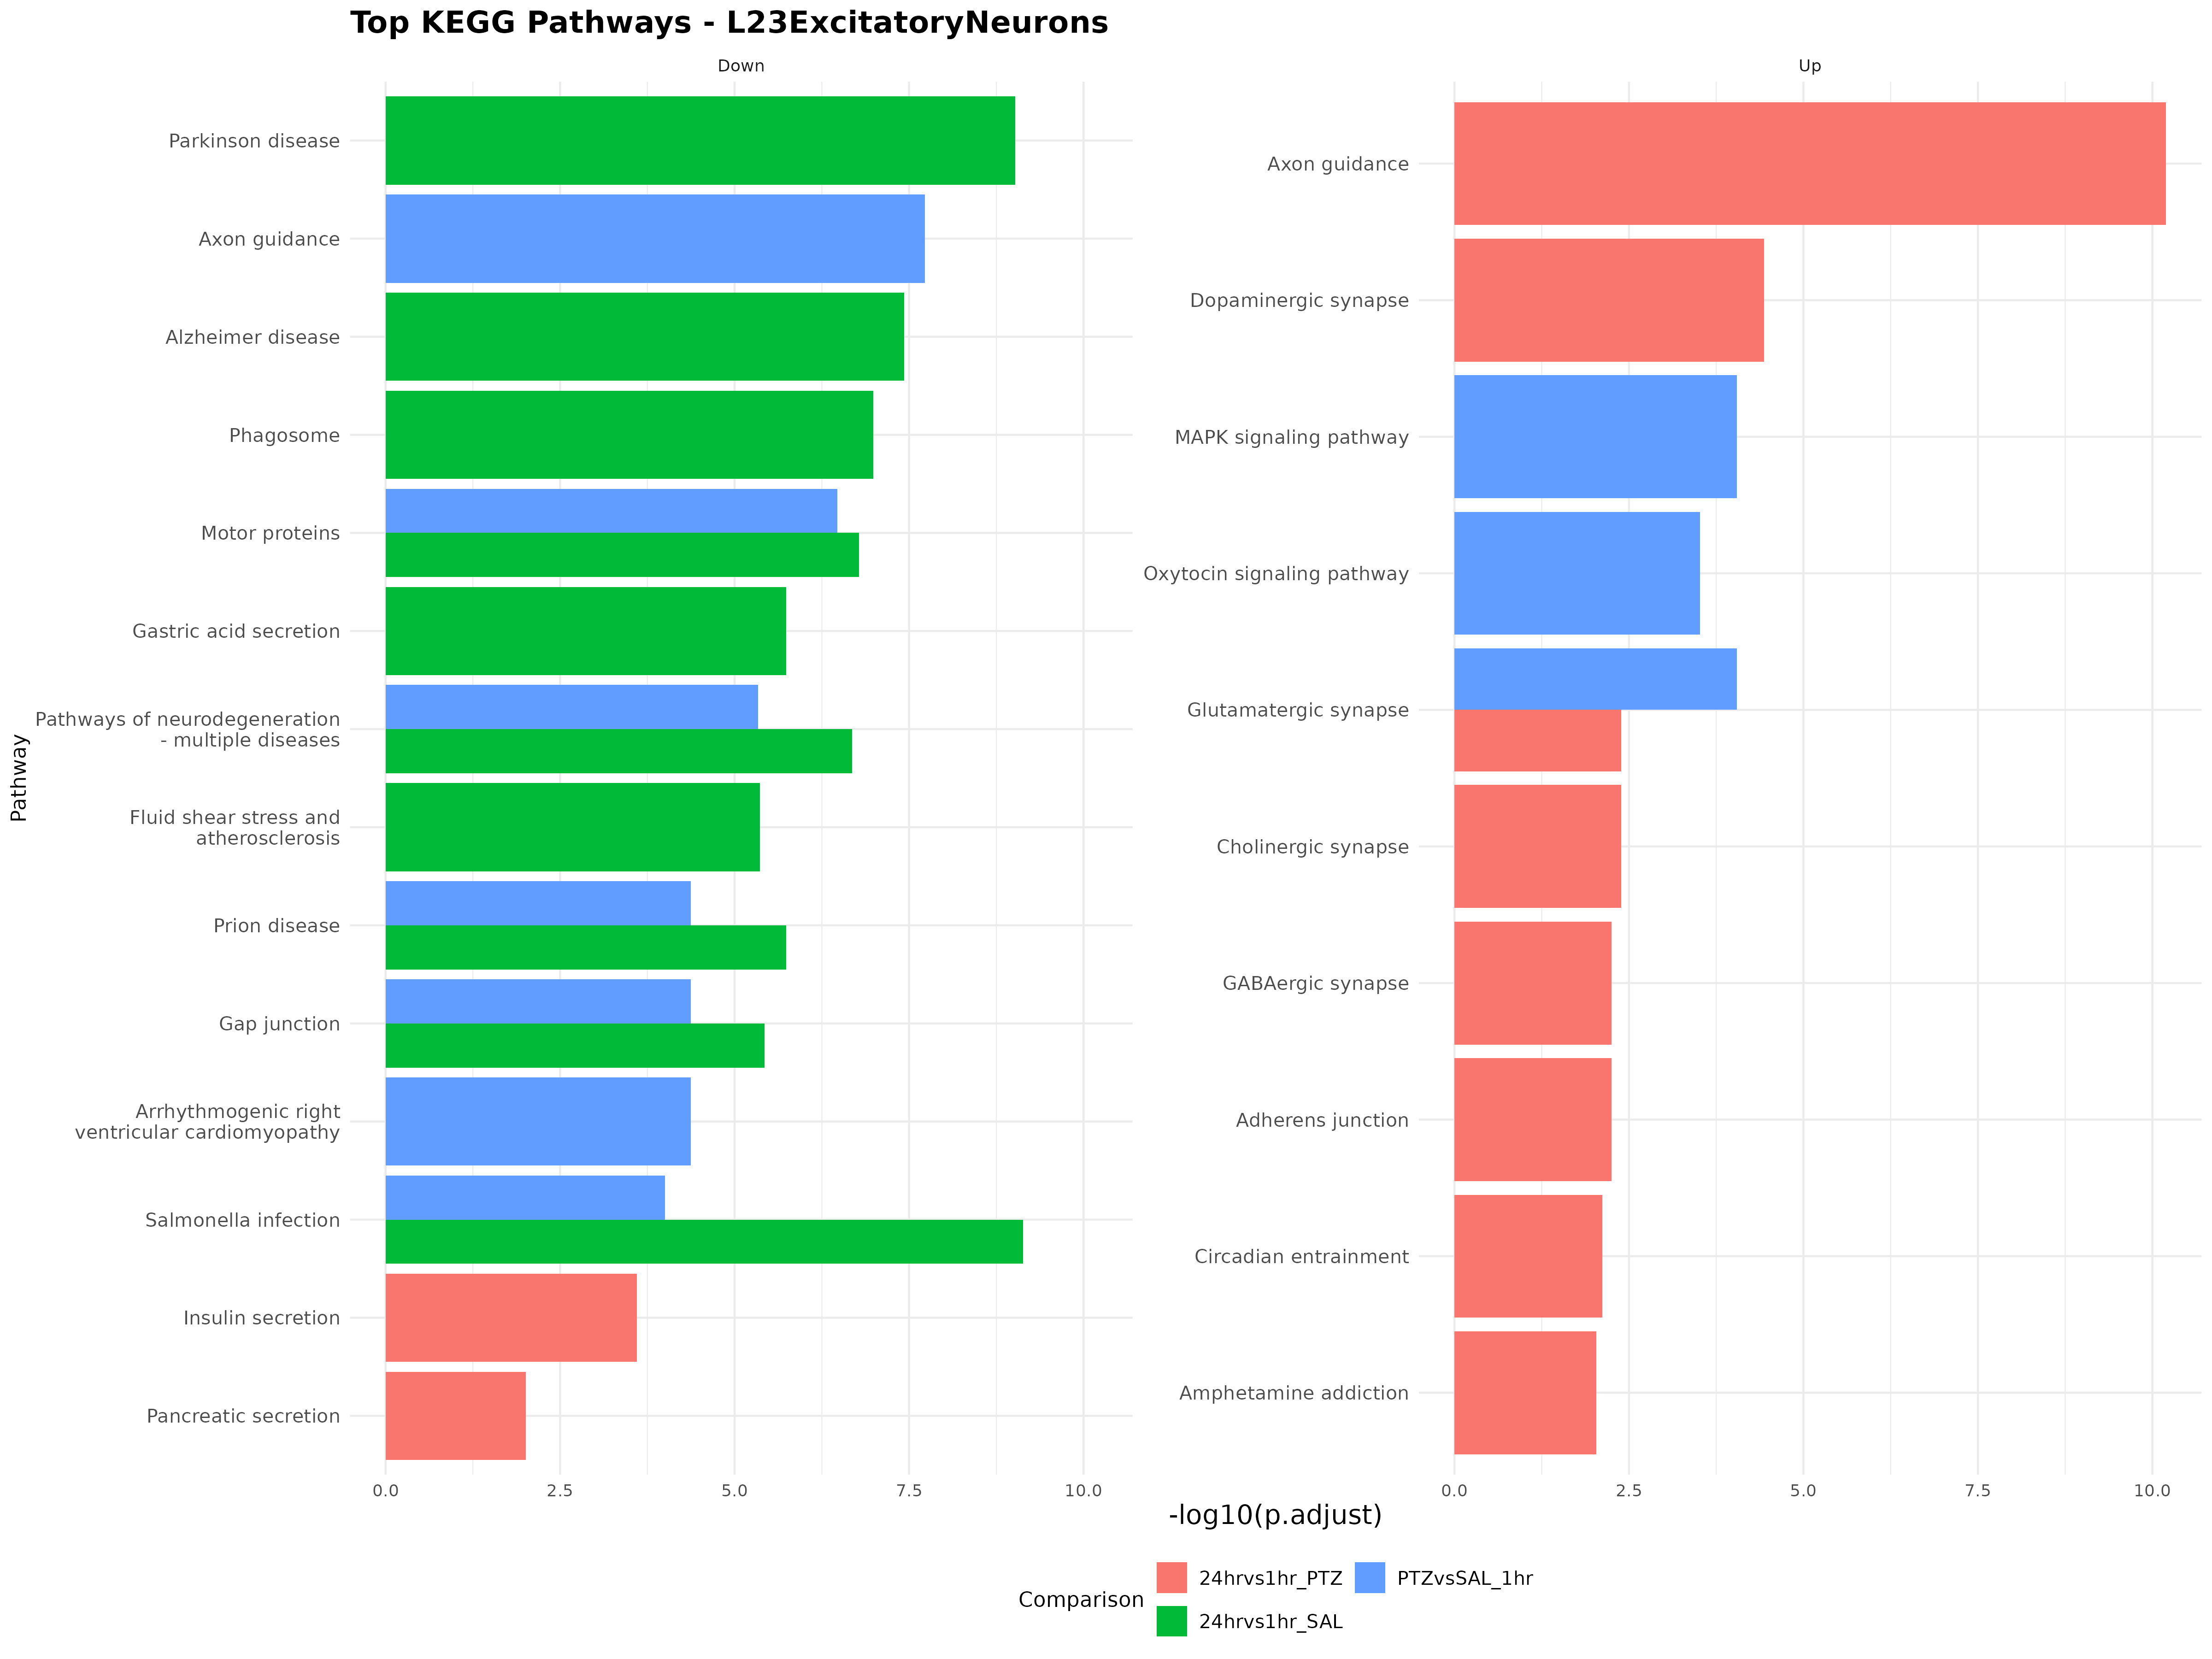 Top KEGG Pathways - L23ExcitatoryNeurons
Down
Up
Pathway
Parkinson disease
Axon guidance
Alzheimer disease
Phagosome
Motor proteins
Gastric acid secretion
Pathways of neurodegeneration
- multiple diseases
Fluid shear stress and
atherosclerosis
Prion disease
Gap junction
Arrhythmogenic right
ventricular cardiomyopathy
Salmonella infection
Insulin secretion
Pancreatic secretion
0.0 2.5 5.0 7.5 10.0
Axon guidance
Dopaminergic synapse
MAPK signaling pathway
Oxytocin signaling pathway
Glutamatergic synapse
Cholinergic synapse
GABAergic synapse
Adherens junction
Circadian entrainment
Amphetamine addiction
0.0 2.5 5.0 7.5 10.0
-log10(p.adjust)
Comparison
24hrvs1hr_PTZ
24hrvs1hr_SAL
PTZvsSAL_1hr